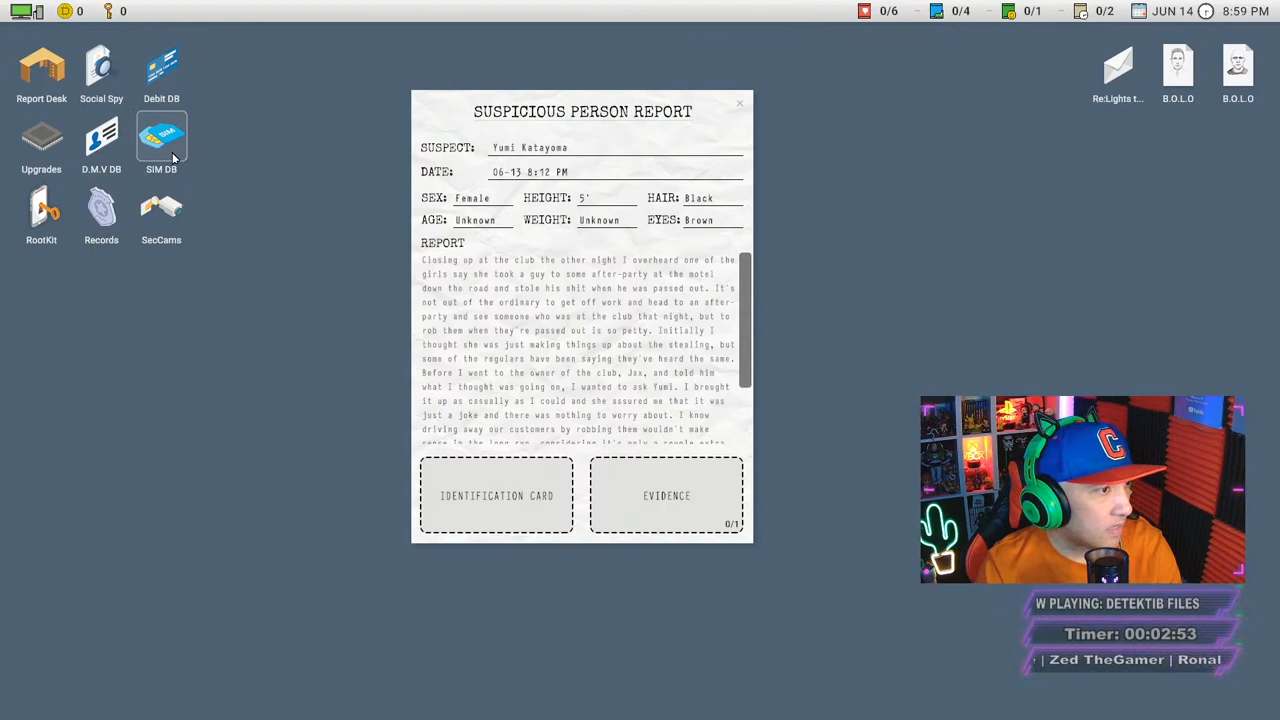 0
0
0/6
0/4
0/1
0/2
JUN 14
8:59 PM
Report Desk
Social Spy
Debit DB
Upgrades
D.M.V DB
SIM DB
RootKit
Records
SecCams
Re:Lights t...
B.O.L.O
B.O.L.O
SUSPICIOUS PERSON REPORT
SUSPECT: Yumi Katayoma
DATE: 06-13 8:12 PM
SEX: Female HEIGHT: 5' HAIR: Black
AGE: Unknown WEIGHT: Unknown EYES: Brown
REPORT
Closing up at the club the other night I overheard one of the
girls say she took a guy to some after-party at the motel
down the road and stole his shit when he was passed out. It's
not out of the ordinary to get off work and head to an after-
party and see someone who was at the club that night, but to
rob them when they're passed out is so petty. Initially I
thought she was just making things up about the stealing, but
some of the regulars have been saying they've heard the same.
Before I went to the owner of the club, Jax, and told him
what I thought was going on, I wanted to ask Yumi. I brought
it up as casually as I could and she assured me that it was
just a joke and there was nothing to worry about. I know
driving away our customers by robbing them wouldn't make
sense in the long run, considering it's only a couple extra
IDENTIFICATION CARD
EVIDENCE
0/1
SIM
C
W PLAYING: DETEKTIB FILES
Timer: 00:02:53
| Zed TheGamer | Ronal